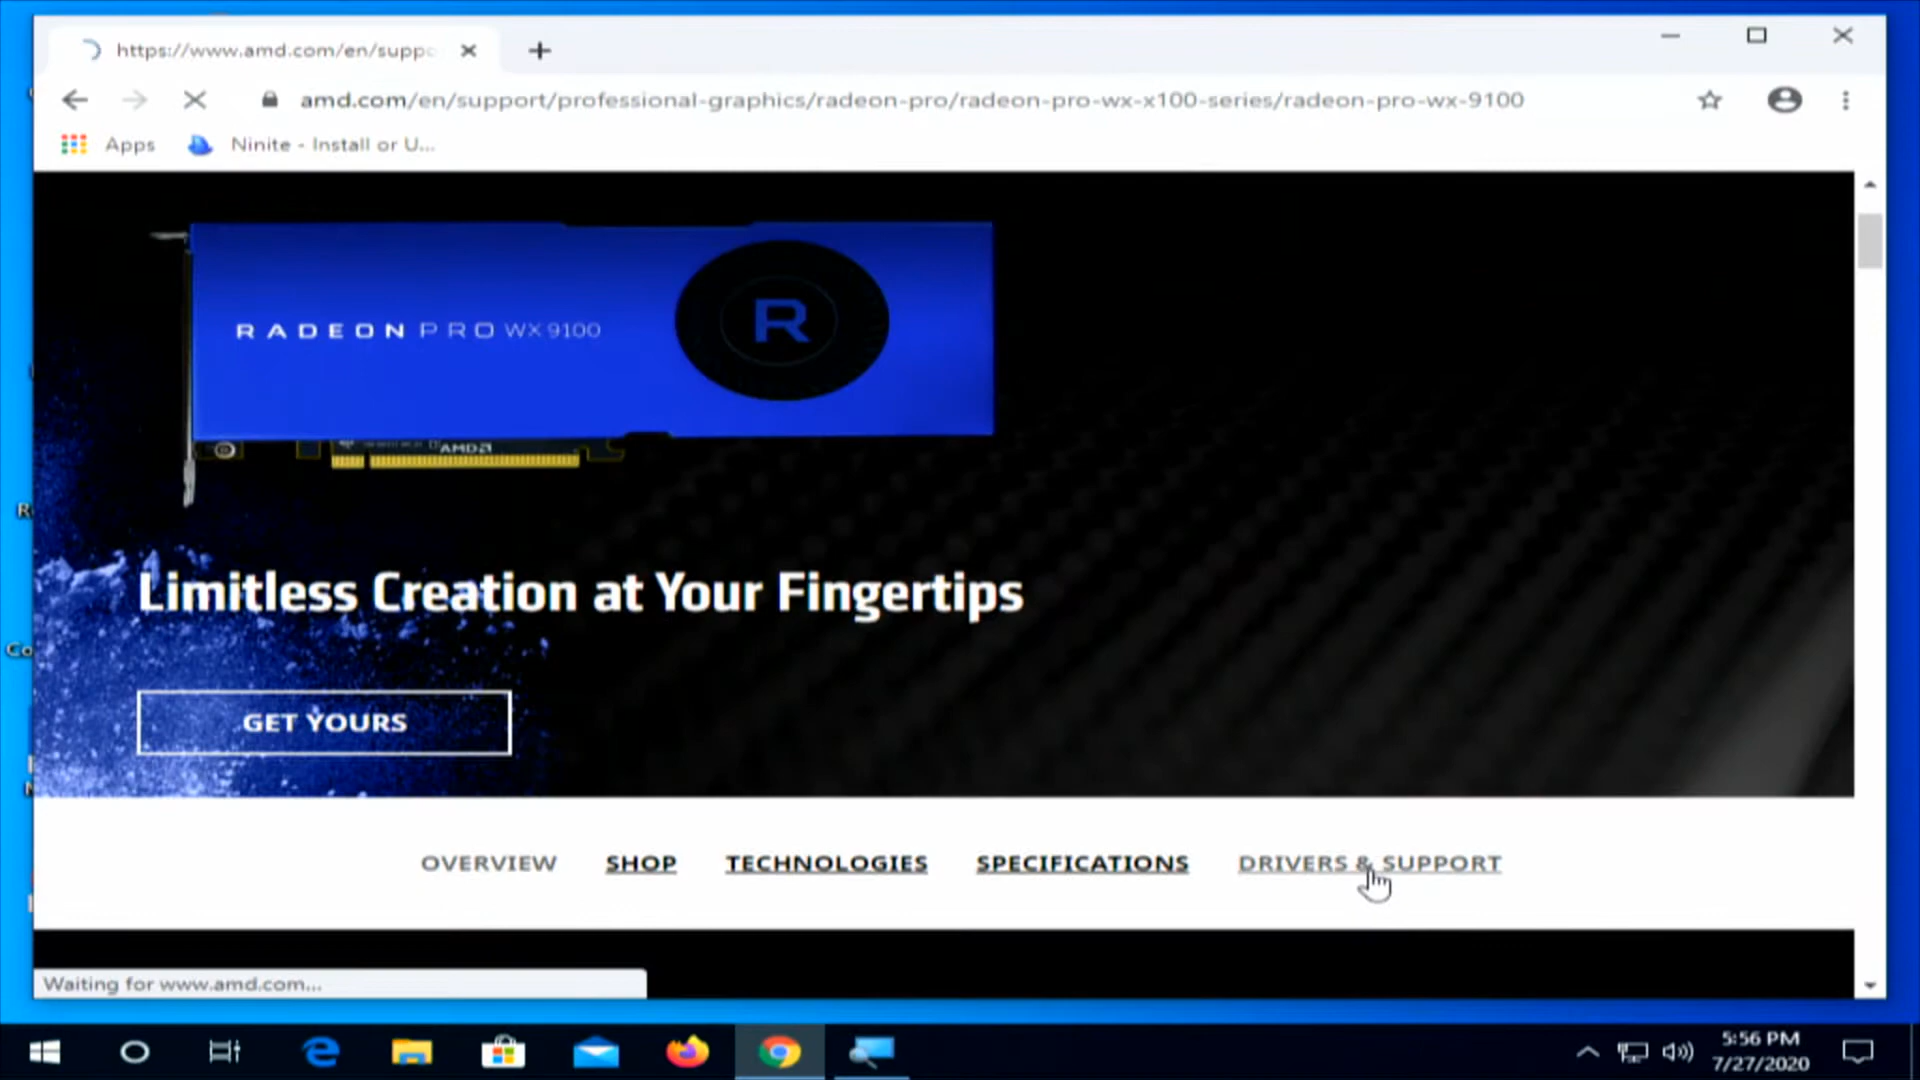 https://www.amd.com/en/suppo
amd.com/en/support/professional-graphics/radeon-pro/radeon-pro-wx-x100-series/radeon-pro-wx-9100
Apps
Ninite - Install or U...
RADEON PRO WX 9100
R
AMD
Limitless Creation at Your Fingertips
GET YOURS
OVERVIEW
SHOP
TECHNOLOGIES
SPECIFICATIONS
DRIVERS & SUPPORT
Waiting for www.amd.com...
R
Co
5:56 PM
7/27/2020